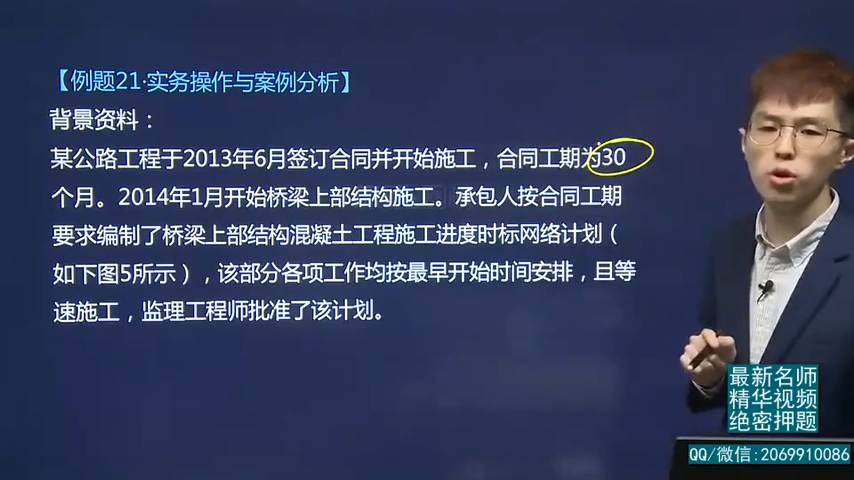 【例题21·实务操作与案例分析】
背景资料：
某公路工程于2013年6月签订合同并开始施工，合同工期为30
个月。2014年1月开始桥梁上部结构施工。承包人按合同工期
要求编制了桥梁上部结构混凝土工程施工进度时标网络计划（
如下图5所示），该部分各项工作均按最早开始时间安排，且等
速施工，监理工程师批准了该计划。
最新名师
精华视频
绝密押题
QQ/微信:2069910086